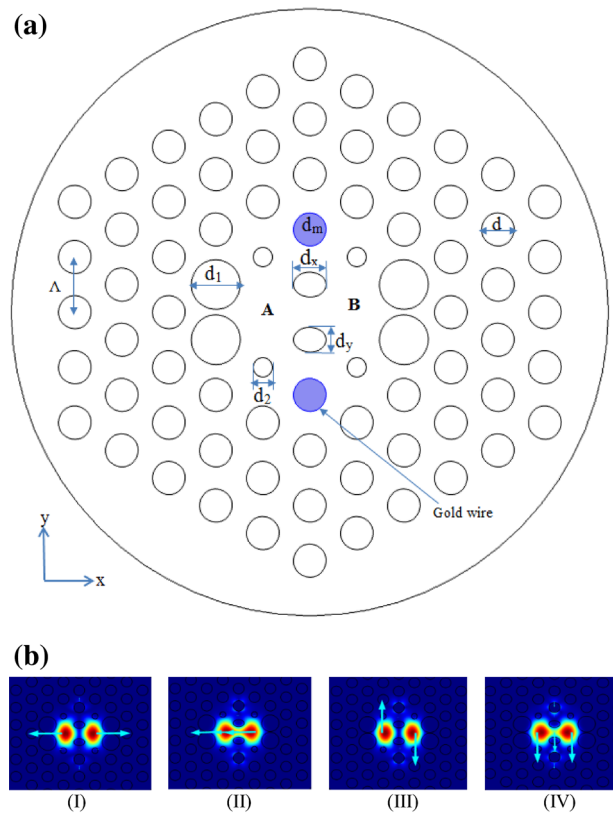 (a)
dm
d
dx
d1
Λ
A
B
dy
d2
Gold wire
y
x
(b)
(I) (II) (III) (IV)